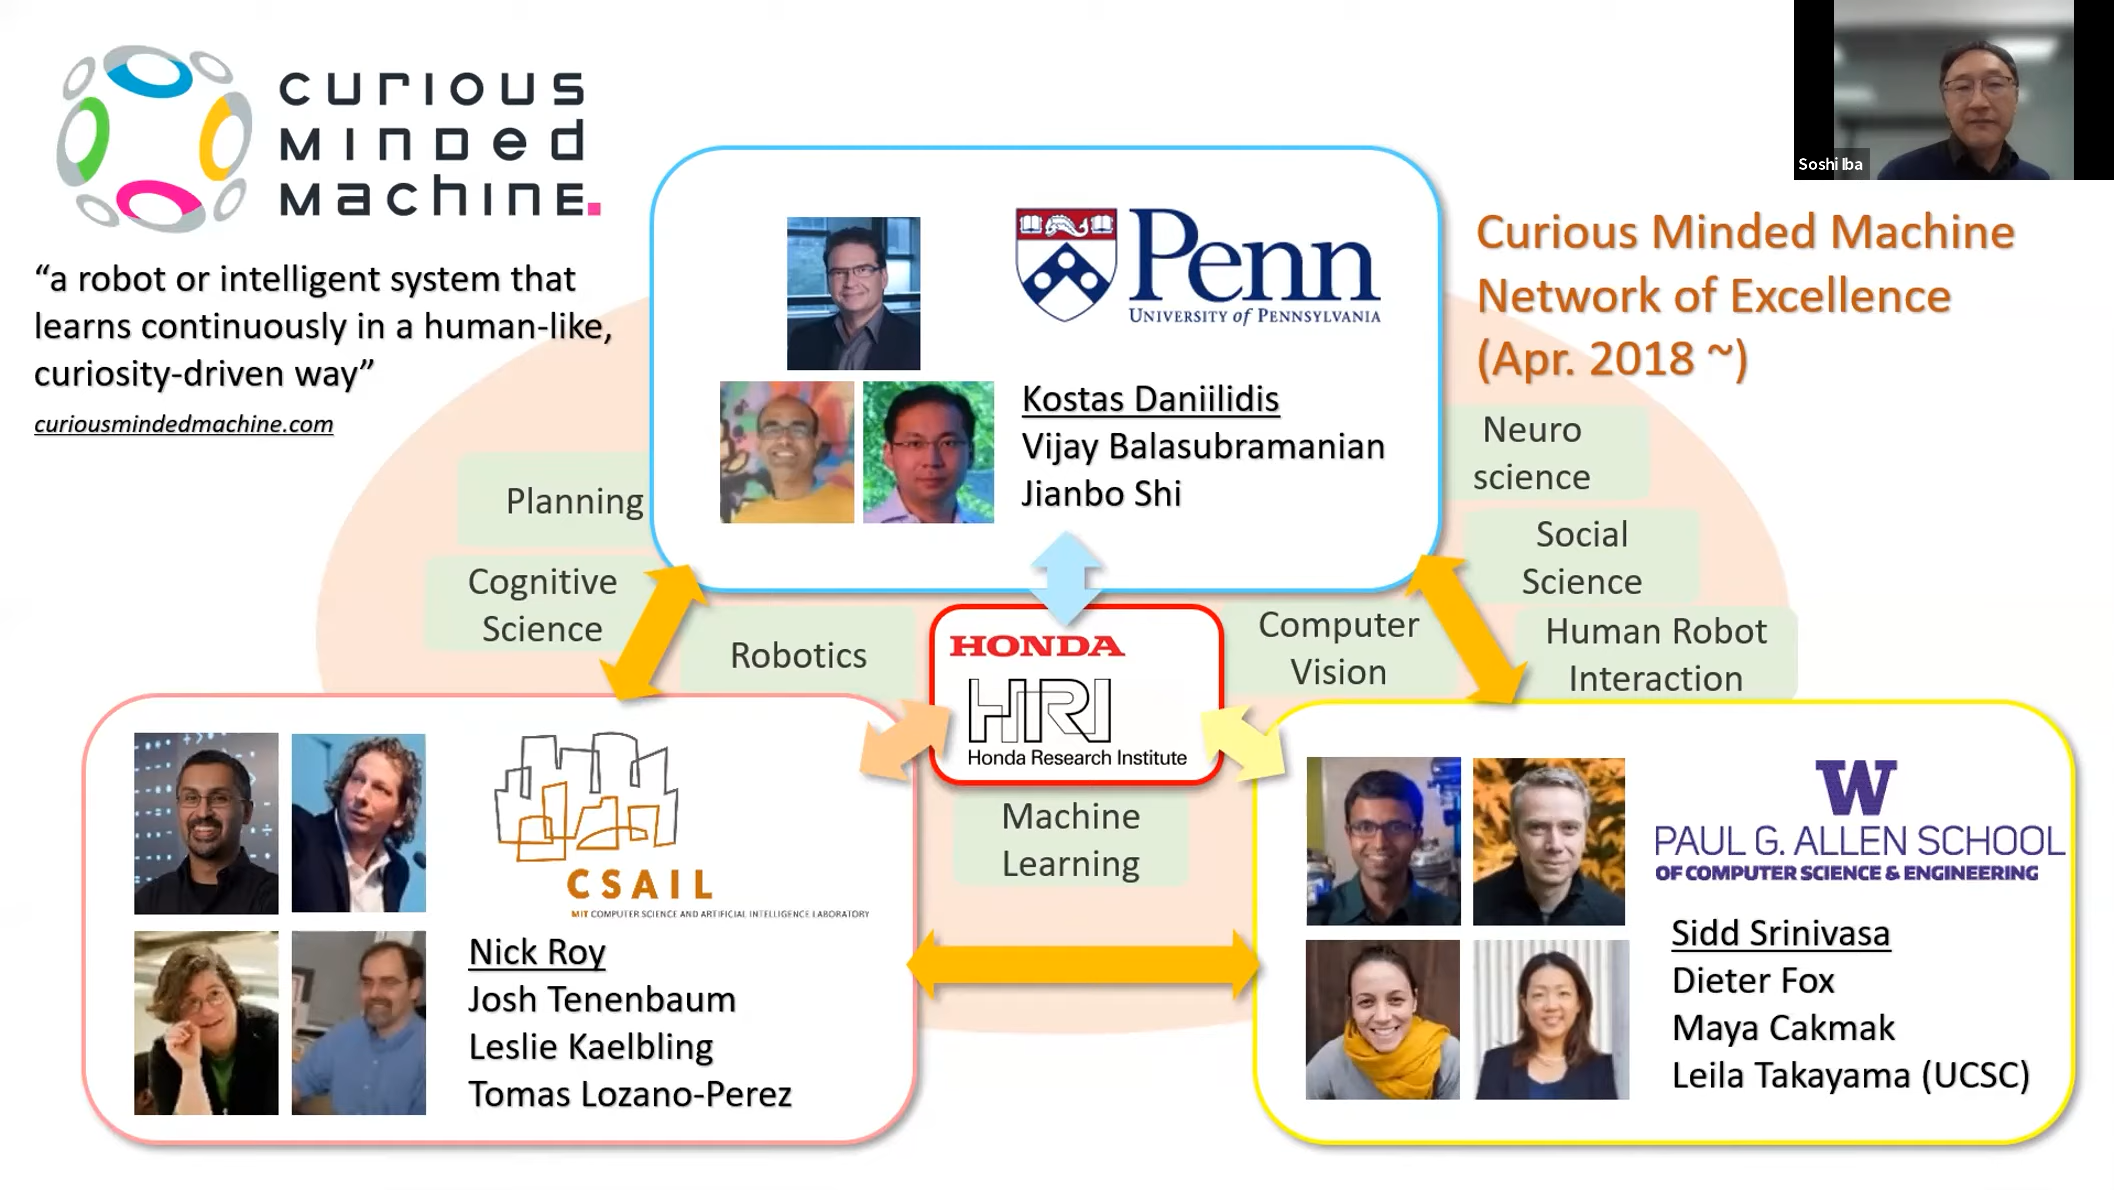 CURIOUS
MINDED
MACHINE.
“a robot or intelligent system that
learns continuously in a human-like,
curiosity-driven way”
curiousmindedmachine.com
Soshi Iba
Curious Minded Machine
Network of Excellence
(Apr. 2018 ~)
Penn
UNIVERSITY of PENNSYLVANIA
Kostas Daniilidis
Vijay Balasubramanian
Jianbo Shi
Planning
Cognitive
Science
Robotics
Neuro
science
Social
Science
Human Robot
Interaction
Computer
Vision
HONDA
HRI
Honda Research Institute
Machine
Learning
CSAIL
MIT COMPUTER SCIENCE AND ARTIFICIAL INTELLIGENCE LABORATORY
Nick Roy
Josh Tenenbaum
Leslie Kaelbling
Tomas Lozano-Perez
W
PAUL G. ALLEN SCHOOL
OF COMPUTER SCIENCE & ENGINEERING
Sidd Srinivasa
Dieter Fox
Maya Cakmak
Leila Takayama (UCSC)